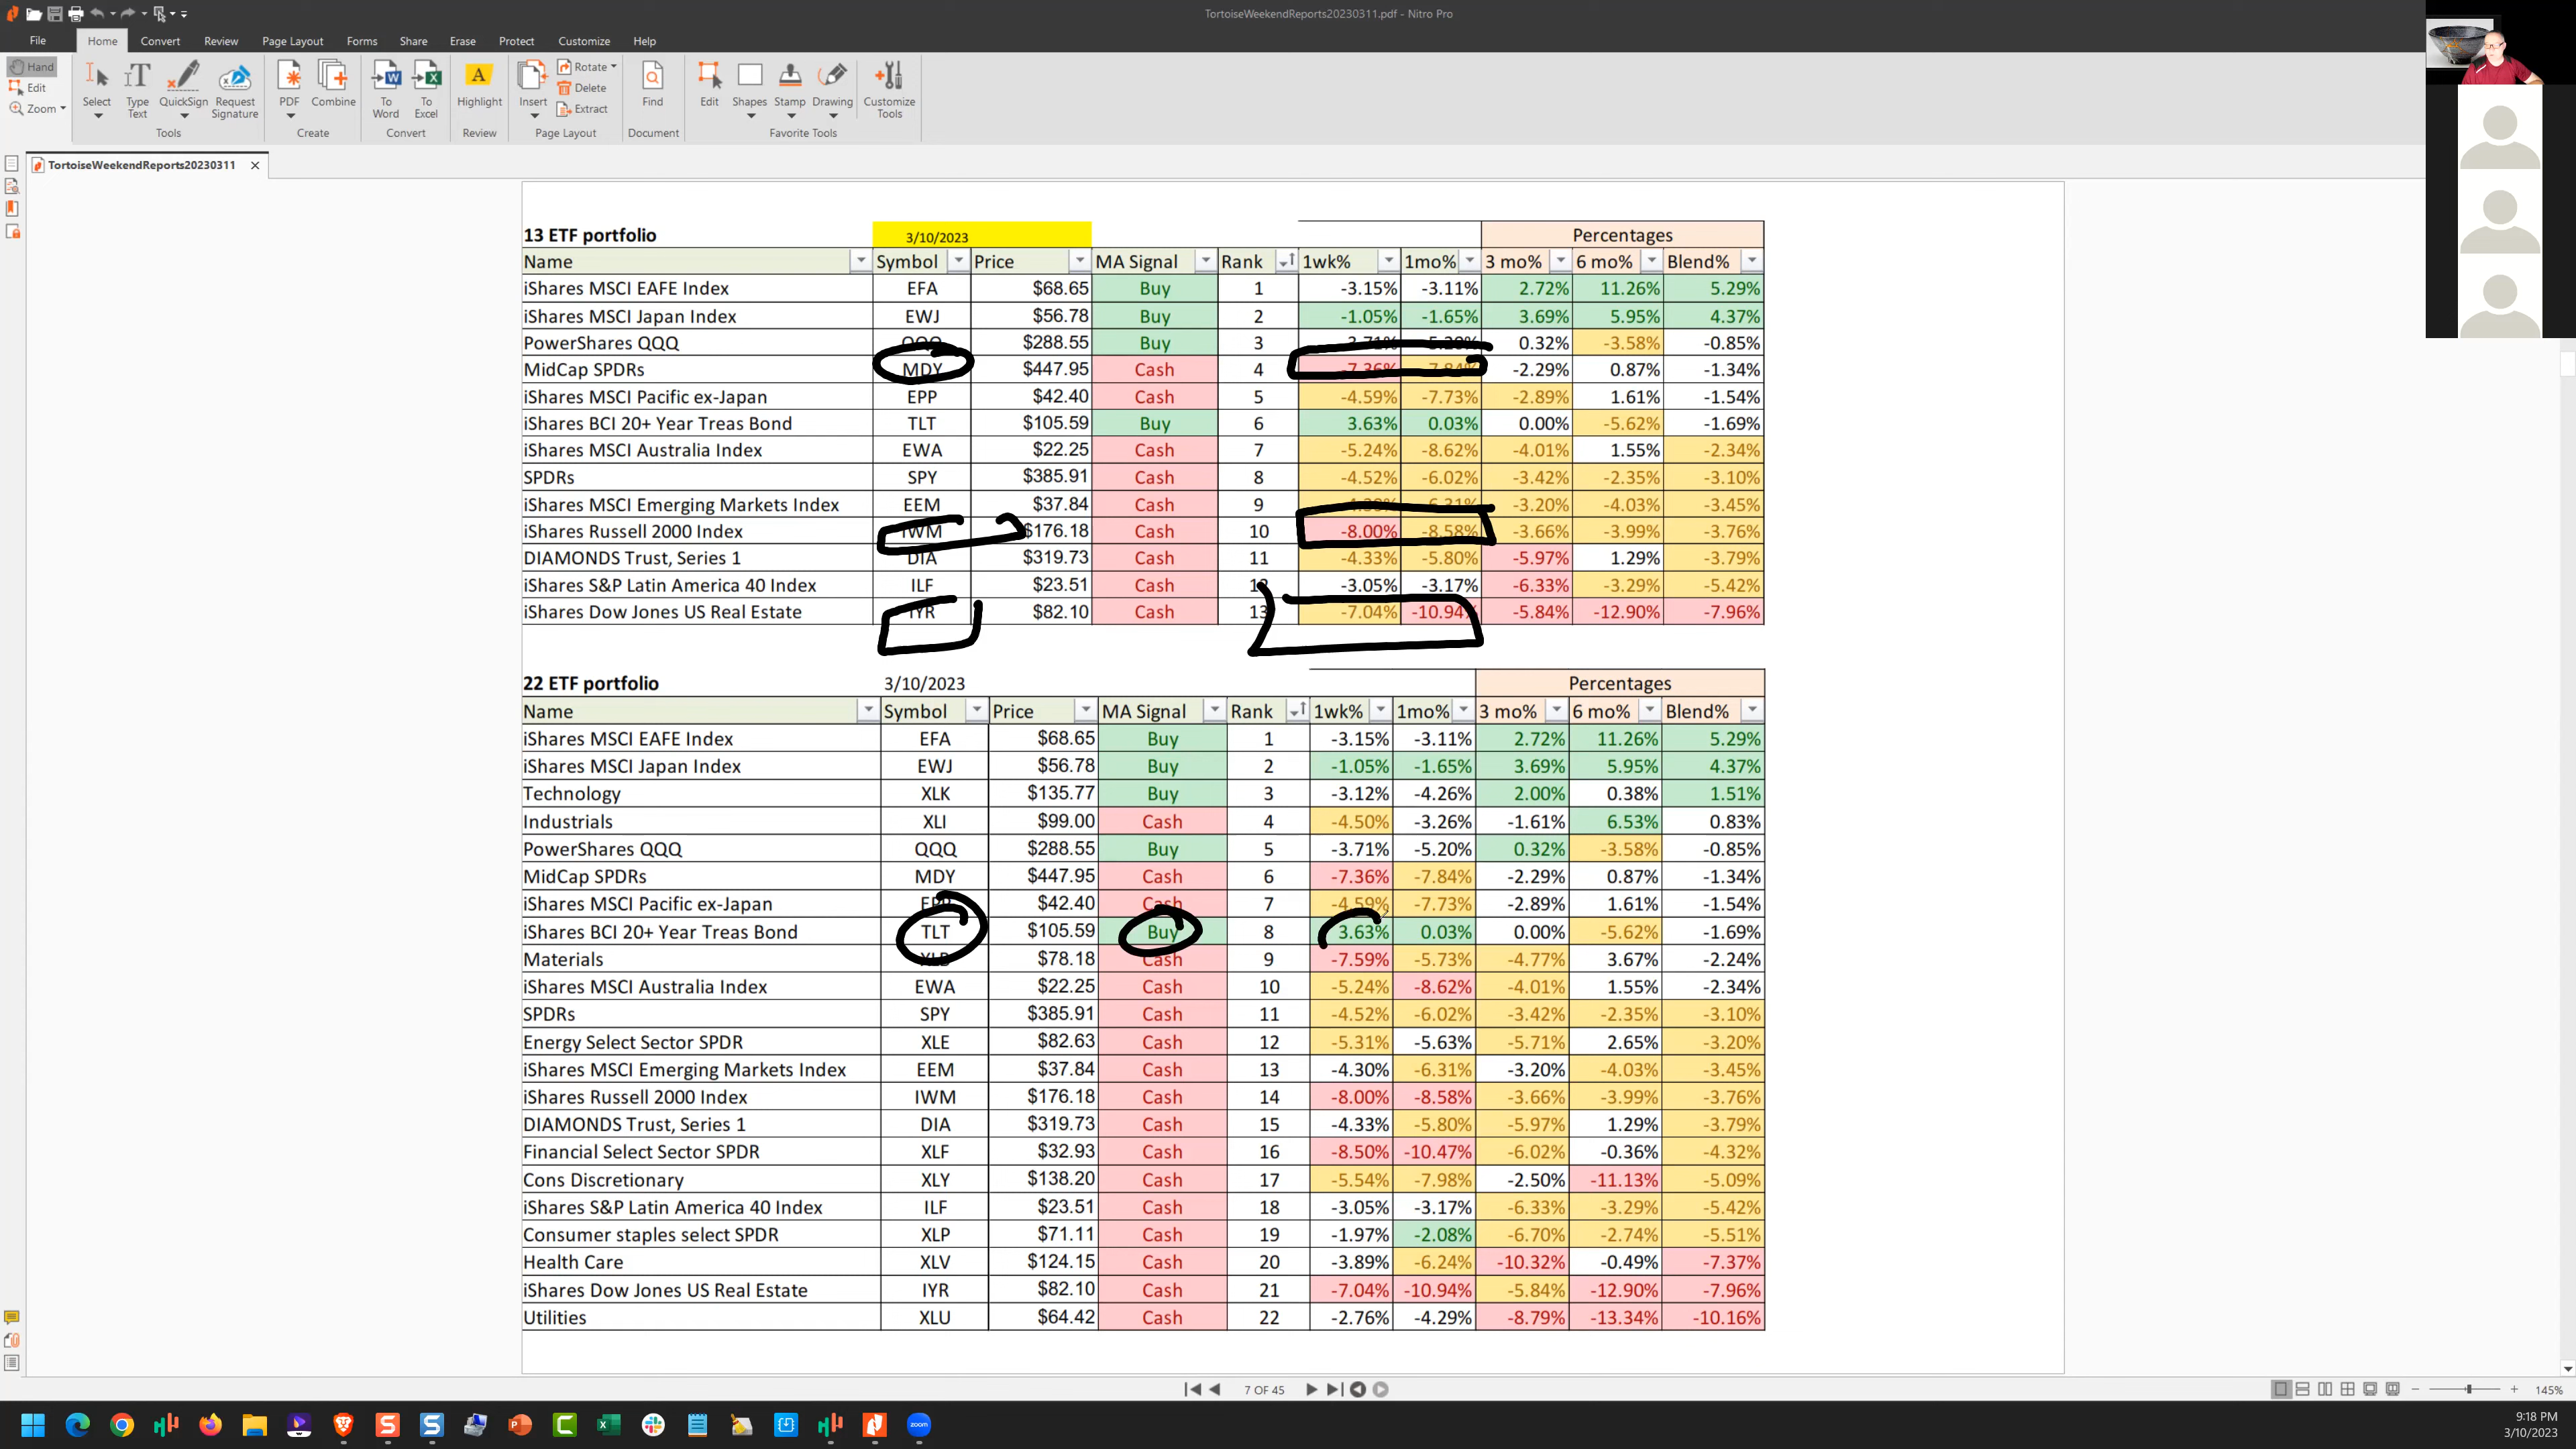 TortoiseWeekendReports20230311.pdf - Nitro Pro
File Home Convert Review Page Layout Forms Share Erase Protect Customize Help
Hand
Edit
Zoom
Select
Type Text
QuickSign
Request Signature
PDF
Combine
To Word
To Excel
Highlight
Insert
Rotate
Delete
Extract
Find
Edit
Shapes
Stamp
Drawing
Customize Tools
Tools Create Convert Review Page Layout Document Favorite Tools
TortoiseWeekendReports20230311
13 ETF portfolio 3/10/2023 Percentages
Name Symbol Price MA Signal Rank 1wk% 1mo% 3 mo% 6 mo% Blend%
iShares MSCI EAFE Index EFA $68.65 Buy 1 -3.15% -3.11% 2.72% 11.26% 5.29%
iShares MSCI Japan Index EWJ $56.78 Buy 2 -1.05% -1.65% 3.69% 5.95% 4.37%
PowerShares QQQ QQQ $288.55 Buy 3 -3.71% -5.20% 0.32% -3.58% -0.85%
MidCap SPDRs MDY $447.95 Cash 4 -7.36% -7.84% -2.29% 0.87% -1.34%
iShares MSCI Pacific ex-Japan EPP $42.40 Cash 5 -4.59% -7.73% -2.89% 1.61% -1.54%
iShares BCI 20+ Year Treas Bond TLT $105.59 Buy 6 3.63% 0.03% 0.00% -5.62% -1.69%
iShares MSCI Australia Index EWA $22.25 Cash 7 -5.24% -8.62% -4.01% 1.55% -2.34%
SPDRs SPY $385.91 Cash 8 -4.52% -6.02% -3.42% -2.35% -3.10%
iShares MSCI Emerging Markets Index EEM $37.84 Cash 9 -4.30% -6.31% -3.20% -4.03% -3.45%
iShares Russell 2000 Index IWM $176.18 Cash 10 -8.00% -8.58% -3.66% -3.99% -3.76%
DIAMONDS Trust, Series 1 DIA $319.73 Cash 11 -4.33% -5.80% -5.97% 1.29% -3.79%
iShares S&P Latin America 40 Index ILF $23.51 Cash 12 -3.05% -3.17% -6.33% -3.29% -5.42%
iShares Dow Jones US Real Estate IYR $82.10 Cash 13 -7.04% -10.94% -5.84% -12.90% -7.96%
22 ETF portfolio 3/10/2023 Percentages
Name Symbol Price MA Signal Rank 1wk% 1mo% 3 mo% 6 mo% Blend%
iShares MSCI EAFE Index EFA $68.65 Buy 1 -3.15% -3.11% 2.72% 11.26% 5.29%
iShares MSCI Japan Index EWJ $56.78 Buy 2 -1.05% -1.65% 3.69% 5.95% 4.37%
Technology XLK $135.77 Buy 3 -3.12% -4.26% 2.00% 0.38% 1.51%
Industrials XLI $99.00 Cash 4 -4.50% -3.26% -1.61% 6.53% 0.83%
PowerShares QQQ QQQ $288.55 Buy 5 -3.71% -5.20% 0.32% -3.58% -0.85%
MidCap SPDRs MDY $447.95 Cash 6 -7.36% -7.84% -2.29% 0.87% -1.34%
iShares MSCI Pacific ex-Japan EPP $42.40 Cash 7 -4.59% -7.73% -2.89% 1.61% -1.54%
iShares BCI 20+ Year Treas Bond TLT $105.59 Buy 8 3.63% 0.03% 0.00% -5.62% -1.69%
Materials XLB $78.18 Cash 9 -7.59% -5.73% -4.77% 3.67% -2.24%
iShares MSCI Australia Index EWA $22.25 Cash 10 -5.24% -8.62% -4.01% 1.55% -2.34%
SPDRs SPY $385.91 Cash 11 -4.52% -6.02% -3.42% -2.35% -3.10%
Energy Select Sector SPDR XLE $82.63 Cash 12 -5.31% -5.63% -5.71% 2.65% -3.20%
iShares MSCI Emerging Markets Index EEM $37.84 Cash 13 -4.30% -6.31% -3.20% -4.03% -3.45%
iShares Russell 2000 Index IWM $176.18 Cash 14 -8.00% -8.58% -3.66% -3.99% -3.76%
DIAMONDS Trust, Series 1 DIA $319.73 Cash 15 -4.33% -5.80% -5.97% 1.29% -3.79%
Financial Select Sector SPDR XLF $32.93 Cash 16 -8.50% -10.47% -6.02% -0.36% -4.32%
Cons Discretionary XLY $138.20 Cash 17 -5.54% -7.98% -2.50% -11.13% -5.09%
iShares S&P Latin America 40 Index ILF $23.51 Cash 18 -3.05% -3.17% -6.33% -3.29% -5.42%
Consumer staples select SPDR XLP $71.11 Cash 19 -1.97% -2.08% -6.70% -2.74% -5.51%
Health Care XLV $124.15 Cash 20 -3.89% -6.24% -10.32% -0.49% -7.37%
iShares Dow Jones US Real Estate IYR $82.10 Cash 21 -7.04% -10.94% -5.84% -12.90% -7.96%
Utilities XLU $64.42 Cash 22 -2.76% -4.29% -8.79% -13.34% -10.16%
7 OF 45
145%
zoom
9:18 PM
3/10/2023